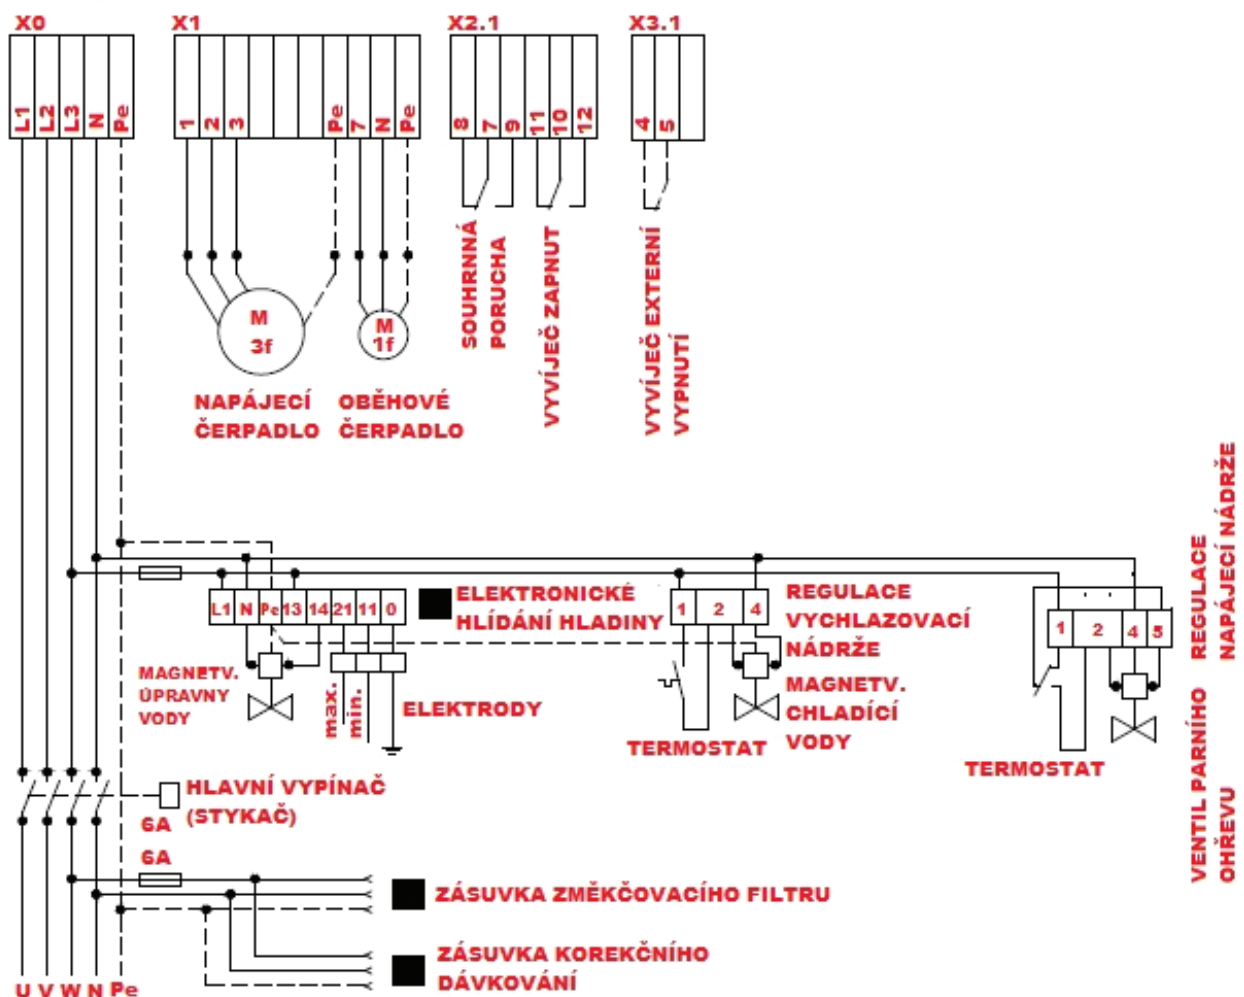 X0
X1
X2.1
X3.1
L1 L2 L3 N Pe
1 2 3 Pe 7 N Pe
8 7 9 11 10 12
4 5
M
3f
M
1f
NAPÁJECÍ
ČERPADLO
OBĚHOVÉ
ČERPADLO
SOUHRNNÁ
PORUCHA
VYVÍJEČ ZAPNUT
VYVÍJEČ EXTERNÍ
VYPNUTÍ
L1 N Pe 13 14 21 11 0
ELEKTRONICKÉ
HLÍDÁNÍ HLADINY
1 2 4
REGULACE
VYCHLAZOVACÍ
NÁDRŽE
1 2 4 5
REGULACE
NAPÁJECÍ NÁDRŽE
MAGNETV.
ÚPRAVNY
VODY
max.
min.
ELEKTRODY
TERMOSTAT
MAGNETV.
CHLADÍCÍ
VODY
TERMOSTAT
VENTIL PARNÍHO
OHŘEVU
HLAVNÍ VYPÍNAČ
(STYKAČ)
6A
6A
ZÁSUVKA ZMĚKČOVACÍHO FILTRU
ZÁSUVKA KOREKČNÍHO
DÁVKOVÁNÍ
U V W N Pe